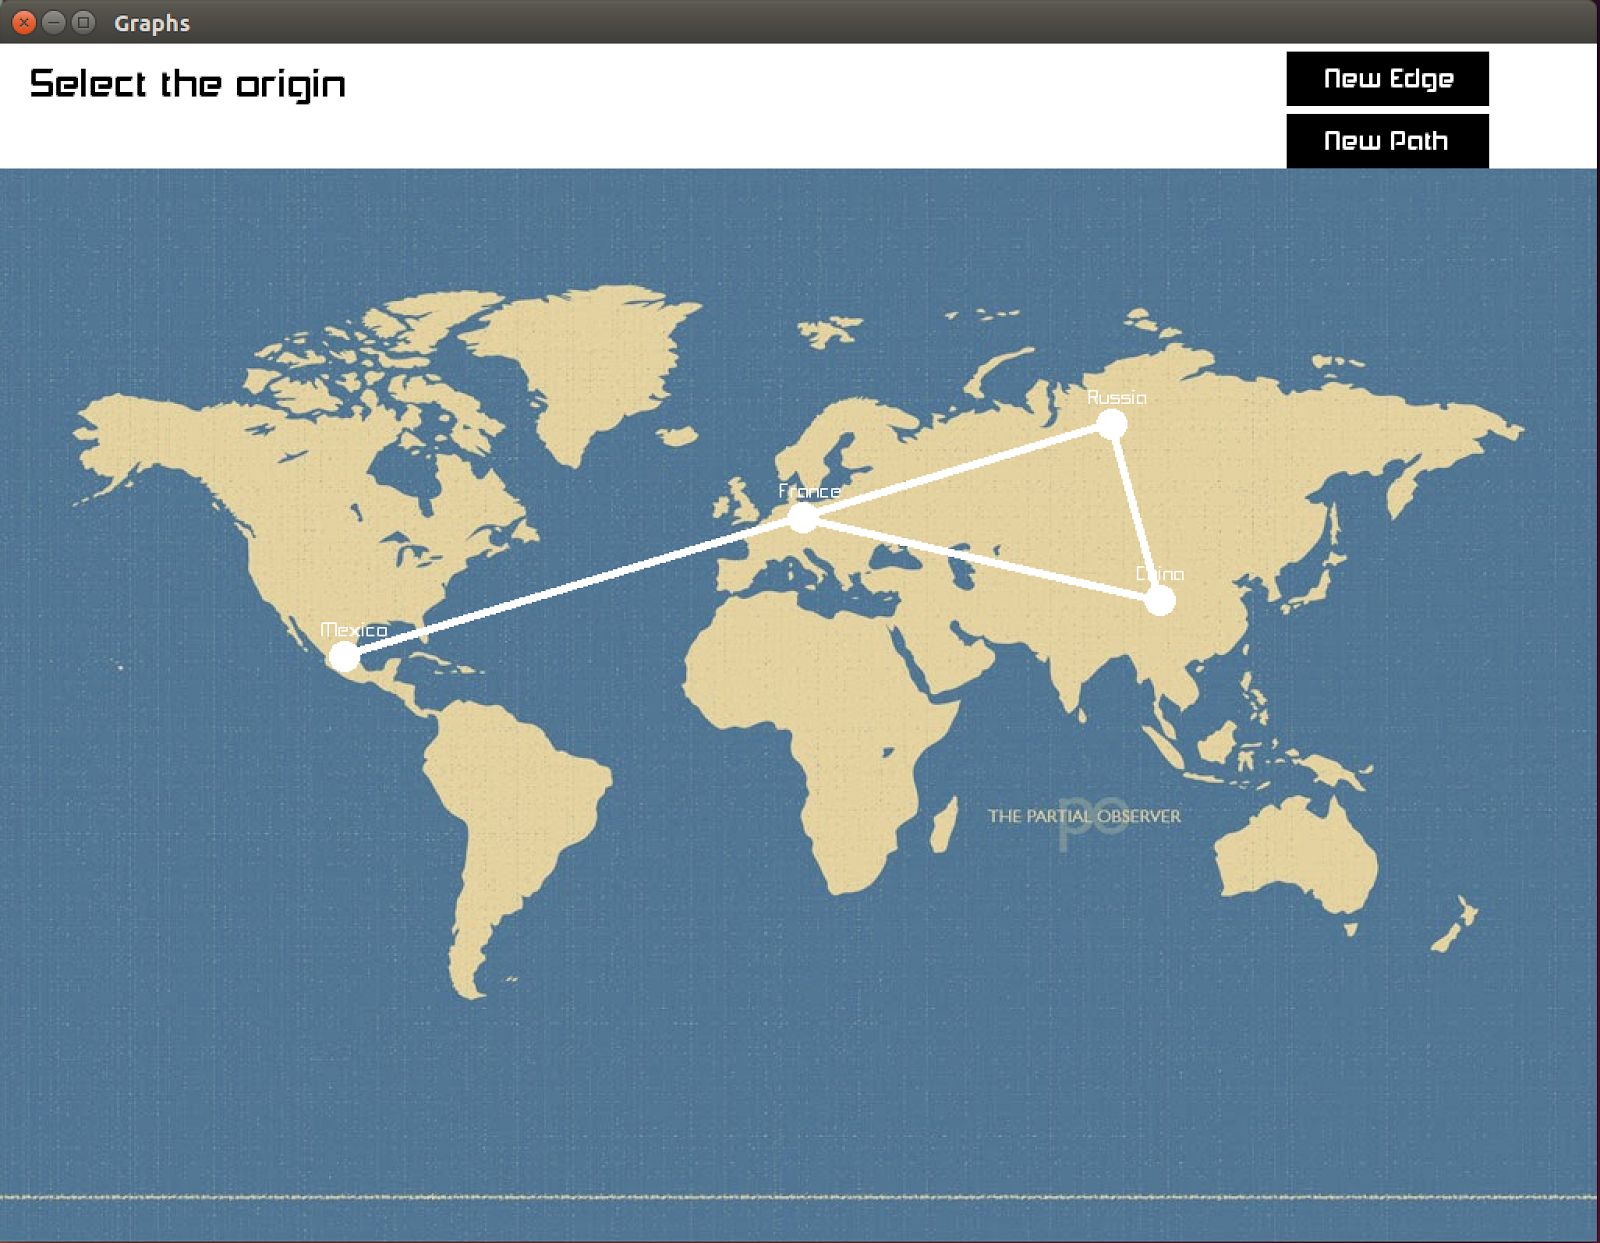 Graphs
Select the origin
New Edge
New Path
Russia
France
China
Mexico
po
THE PARTIAL OBSERVER